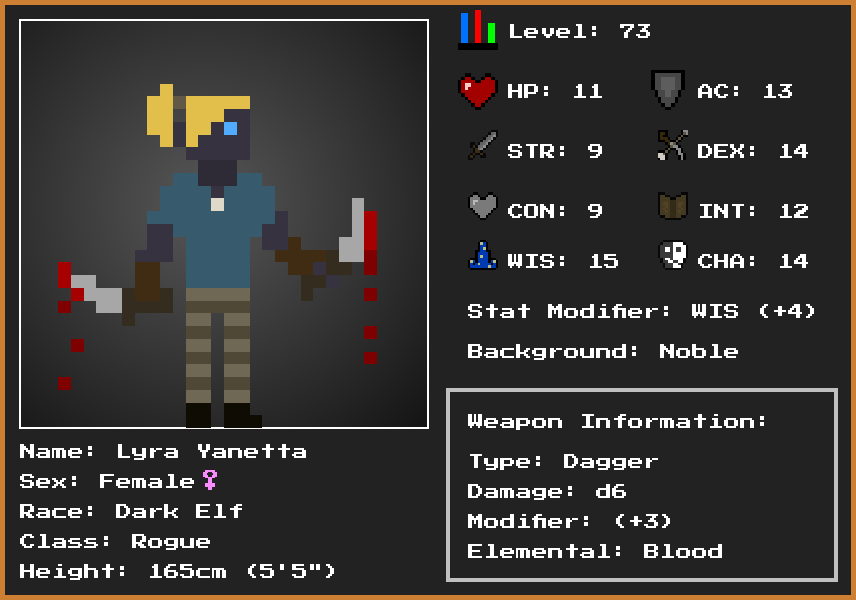 Level: 73
HP: 11
AC: 13
STR: 9
DEX: 14
CON: 9
INT: 12
WIS: 15
CHA: 14
Stat Modifier: WIS (+4)
Background: Noble
Weapon Information:
Type: Dagger
Damage: d6
Modifier: (+3)
Elemental: Blood
Name: Lyra Yanetta
Sex: Female♀
Race: Dark Elf
Class: Rogue
Height: 165cm (5'5")